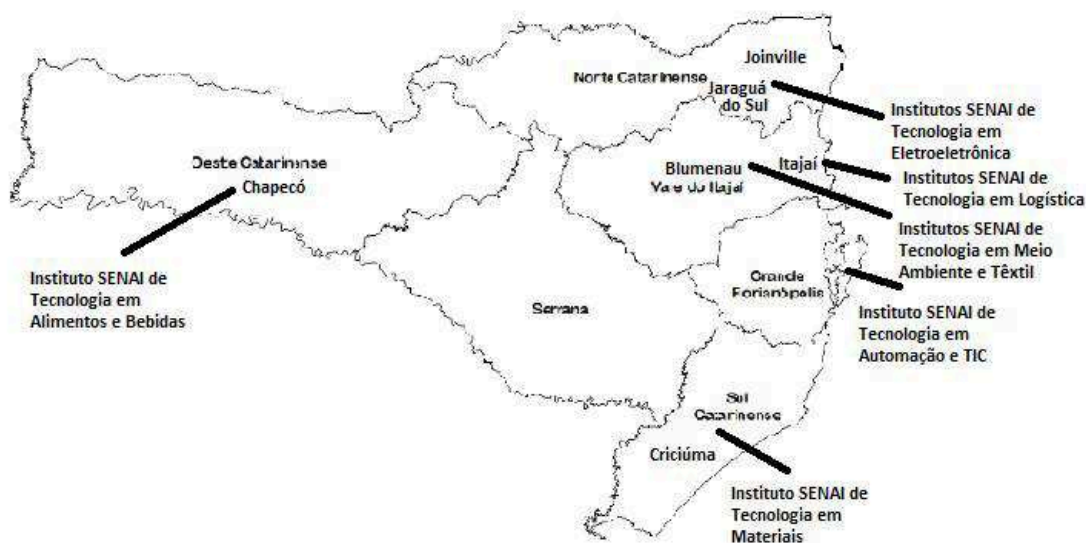 Joinville
Norte Catarinense
Jaraguá
do Sul
Institutos SENAI de
Tecnologia em
Eletroeletrônica
Oeste Catarinense
Chapecó
Blumenau
Vale do Itajaí
Itajaí
Institutos SENAI de
Tecnologia em Logística
Institutos SENAI de
Tecnologia em Meio
Ambiente e Têxtil
Instituto SENAI de
Tecnologia em
Alimentos e Bebidas
Serrana
Grande
Florianópolis
Instituto SENAI de
Tecnologia em
Automação e TIC
Sul
Catarinense
Criciúma
Instituto SENAI de
Tecnologia em
Materiais